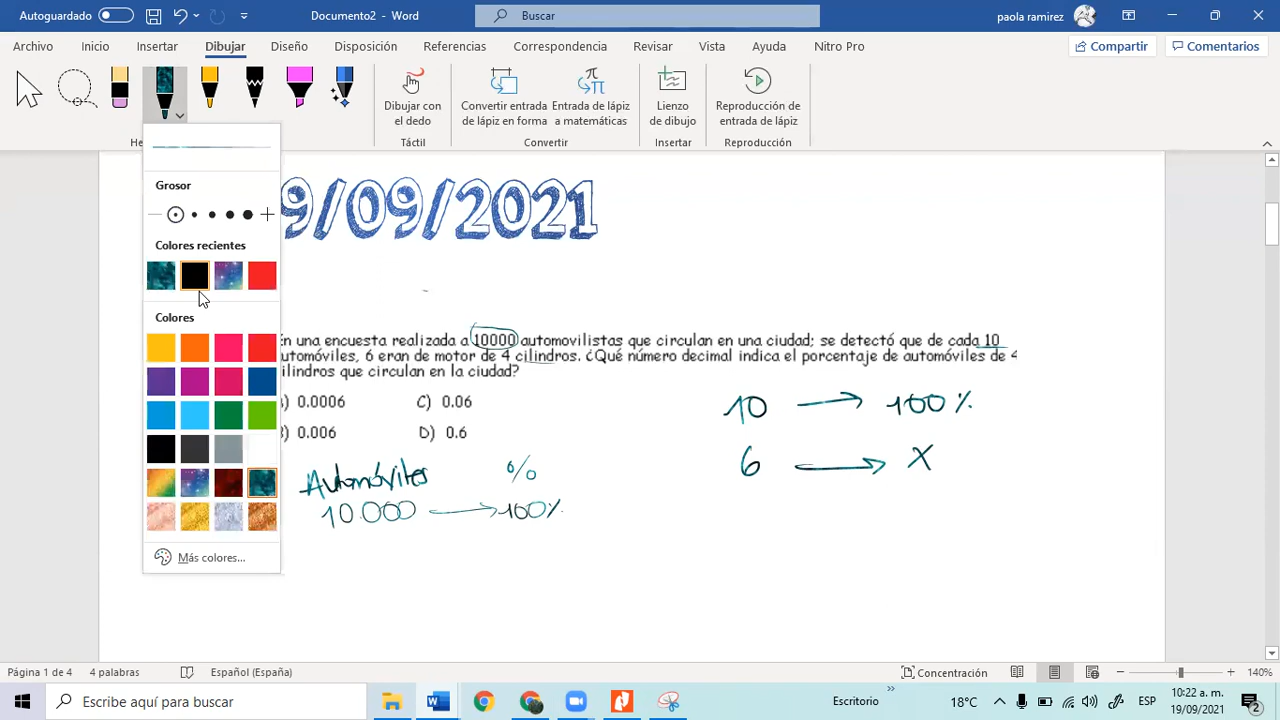 Autoguardado
Documento2 - Word
Buscar
paola ramirez
Archivo
Inicio
Insertar
Dibujar
Diseño
Disposición
Referencias
Correspondencia
Revisar
Vista
Ayuda
Nitro Pro
Compartir
Comentarios
Dibujar con
el dedo
Convertir entrada
de lápiz en forma
Entrada de lápiz
a matemáticas
Lienzo
de dibujo
Reproducción de
entrada de lápiz
He
Táctil
Convertir
Insertar
Reproducción
Grosor
Colores recientes
Colores
Más colores...
9/09/2021
n una encuesta realizada a 10000 automovilistas que circulan en una ciudad; se detectó que de cada 10
utomóviles, 6 eran de motor de 4 cilindros. ¿Qué número decimal indica el porcentaje de automóviles de 4
ilindros que circulan en la ciudad?
) 0.0006
C) 0.06
) 0.006
D) 0.6
Automóviles %
10.000 → 100%
10 → 100%
6 → X
Página 1 de 4
4 palabras
Español (España)
Concentración
140%
Escribe aquí para buscar
Escritorio
»
18°C
ESP
10:22 a. m.
19/09/2021
2